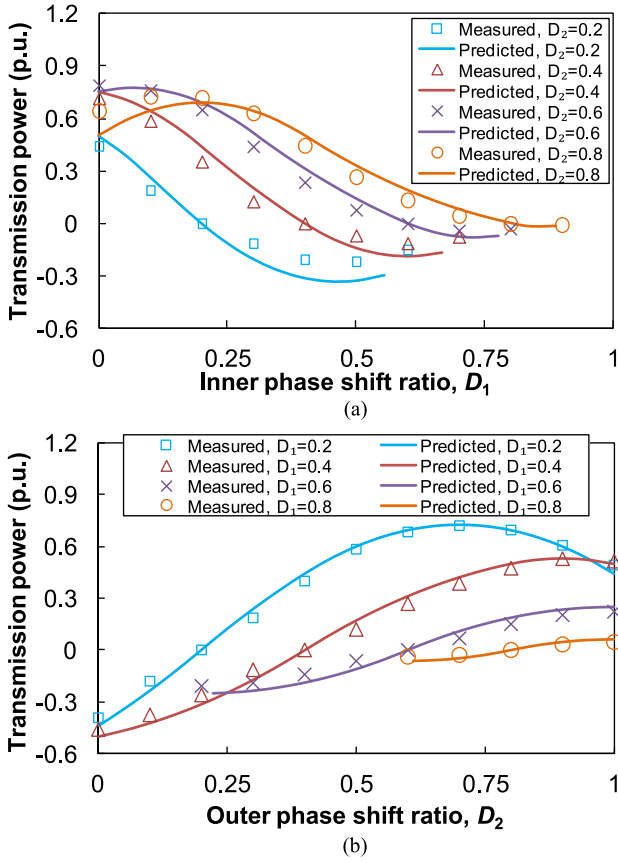 1.2
0.9
0.6
0.3
0
-0.3
-0.6
Transmission power (p.u.)
Measured, D₂=0.2
Predicted, D₂=0.2
Measured, D₂=0.4
Predicted, D₂=0.4
Measured, D₂=0.6
Predicted, D₂=0.6
Measured, D₂=0.8
Predicted, D₂=0.8
0 0.25 0.5 0.75 1
Inner phase shift ratio, D₁
(a)
1.2
0.9
0.6
0.3
0
-0.3
-0.6
Transmission power (p.u.)
Measured, D₁=0.2 Predicted, D₁=0.2
Measured, D₁=0.4 Predicted, D₁=0.4
Measured, D₁=0.6 Predicted, D₁=0.6
Measured, D₁=0.8 Predicted, D₁=0.8
0 0.25 0.5 0.75 1
Outer phase shift ratio, D₂
(b)